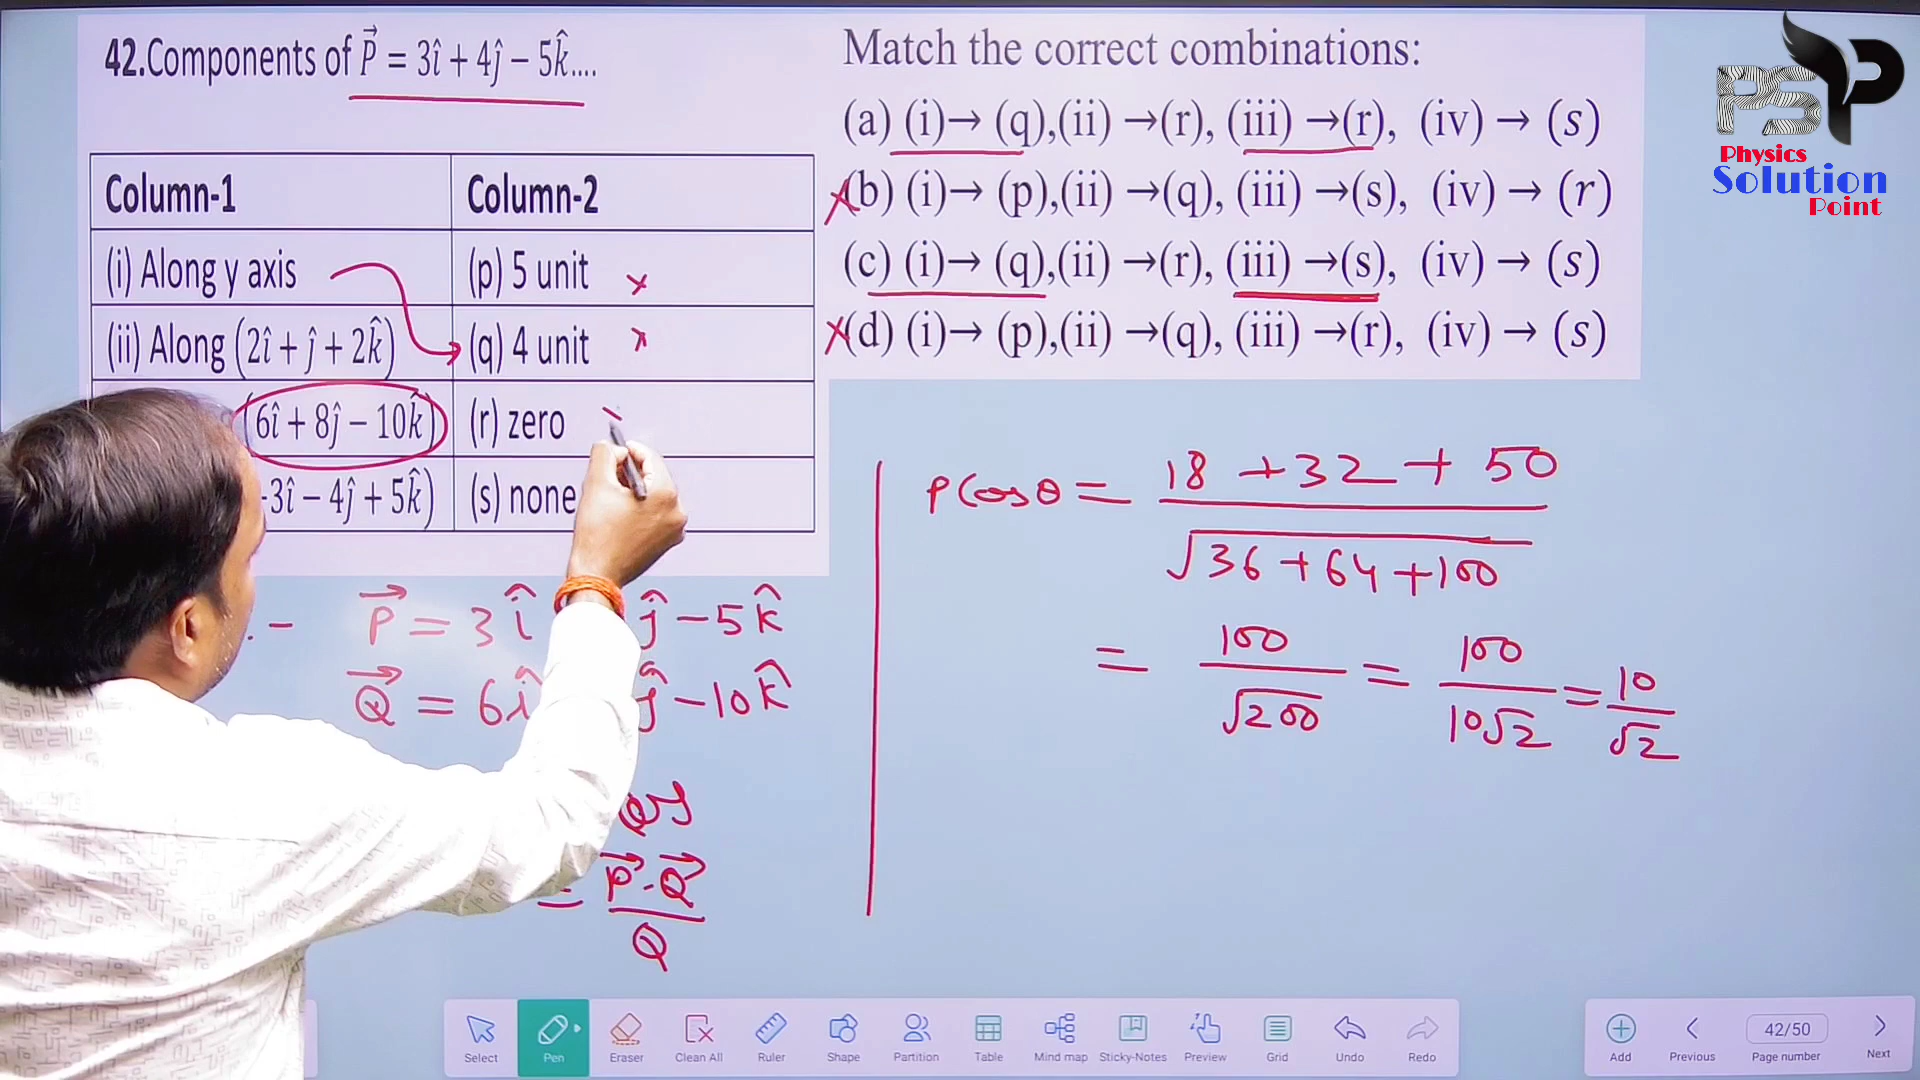 42.Components of P⃗ = 3î + 4ĵ − 5k̂....
Column-1 Column-2
(i) Along y axis (p) 5 unit ×
(ii) Along (2î + ĵ + 2k̂) (q) 4 unit ×
(6î + 8ĵ − 10k̂) (r) zero
-3î − 4ĵ + 5k̂) (s) none
Match the correct combinations:
(a) (i)→ (q),(ii) →(r), (iii) →(r), (iv) → (s)
×(b) (i)→ (p),(ii) →(q), (iii) →(s), (iv) → (r)
(c) (i)→ (q),(ii) →(r), (iii) →(s), (iv) → (s)
×(d) (i)→ (p),(ii) →(q), (iii) →(r), (iv) → (s)
PSP
Physics
Solution
Point
P⃗ = 3î ĵ − 5k̂
Q⃗ = 6î ĵ − 10k̂
= P⃗.Q⃗ / Q
PCosθ = 18 + 32 + 50 / √36 + 64 + 100
= 100 / √200 = 100 / 10√2 = 10 / √2
Select Pen Eraser Clean All Ruler Shape Partition Table Mind map Sticky-Notes Preview Grid Undo Redo
Add Previous 42/50 Page number Next